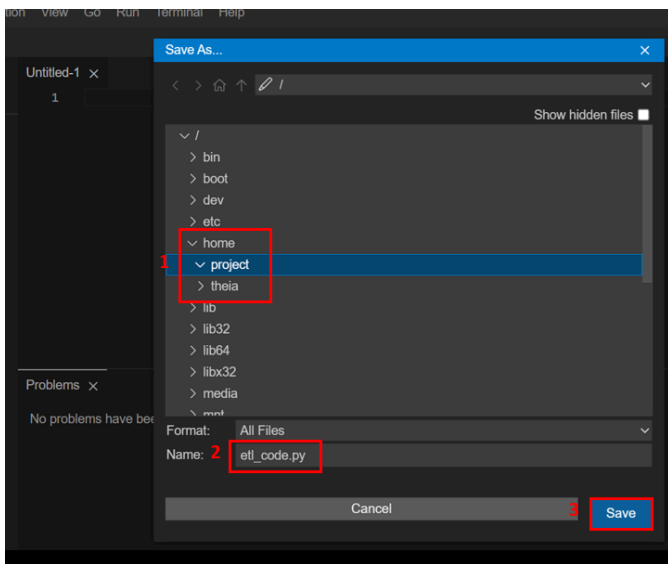 tion View Go Run Terminal Help
Save As...
Untitled-1
1
/
Show hidden files
/
bin
boot
dev
etc
home
1
project
theia
lib
lib32
lib64
libx32
media
mnt
Problems
No problems have bee
Format: All Files
Name: 2 etl_code.py
Cancel
3 Save